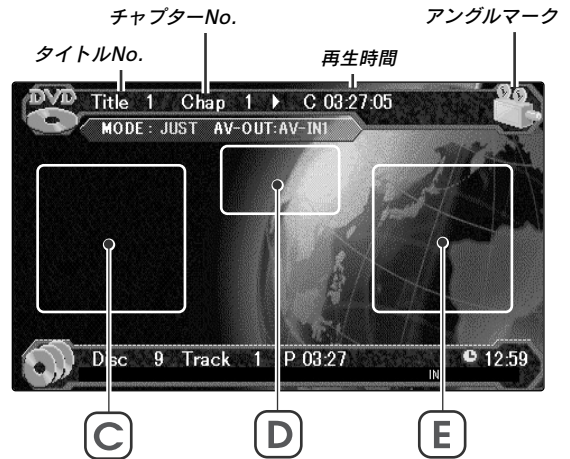 チャプターNo.
アングルマーク
タイトルNo.
再生時間
DVD Title 1 Chap 1 C 03:27:05
MODE : JUST AV-OUT:AV-IN1
Disc 9 Track 1 P 03:27 12:59
IN
C D E